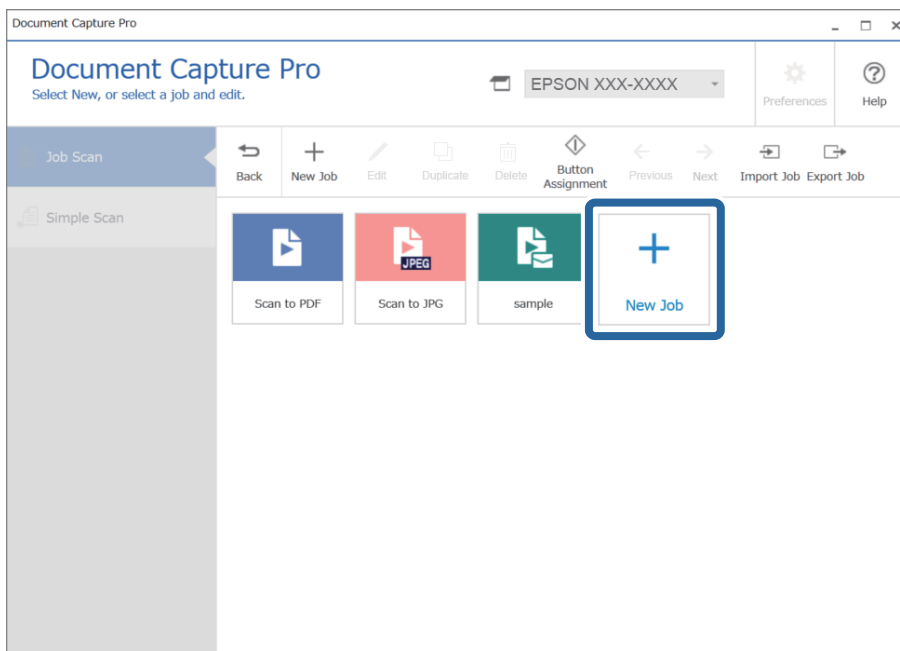 Document Capture Pro
Document Capture Pro
Select New, or select a job and edit.
EPSON XXX-XXXX
Preferences
Help
Job Scan
Simple Scan
Back
New Job
Edit
Duplicate
Delete
Button
Assignment
Previous
Next
Import Job
Export Job
JPEG
Scan to PDF
Scan to JPG
sample
New Job